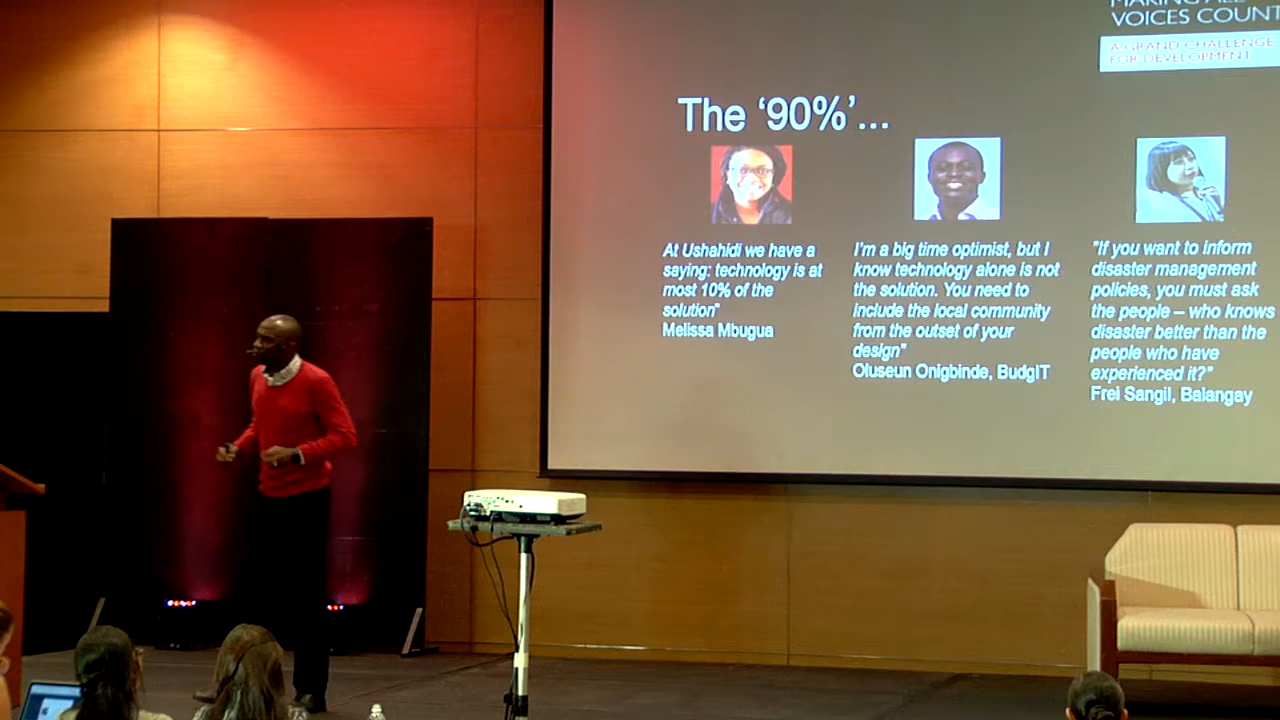 MAKING ALL
VOICES COUNT
A GRAND CHALLENGE
FOR DEVELOPMENT
The ‘90%’...
At Ushahidi we have a
saying: technology is at
most 10% of the
solution”
Melissa Mbugua
I’m a big time optimist, but I
know technology alone is not
the solution. You need to
include the local community
from the outset of your
design”
Oluseun Onigbinde, BudgIT
"If you want to inform
disaster management
policies, you must ask
the people – who knows
disaster better than the
people who have
experienced it?”
Frei Sangil, Balangay